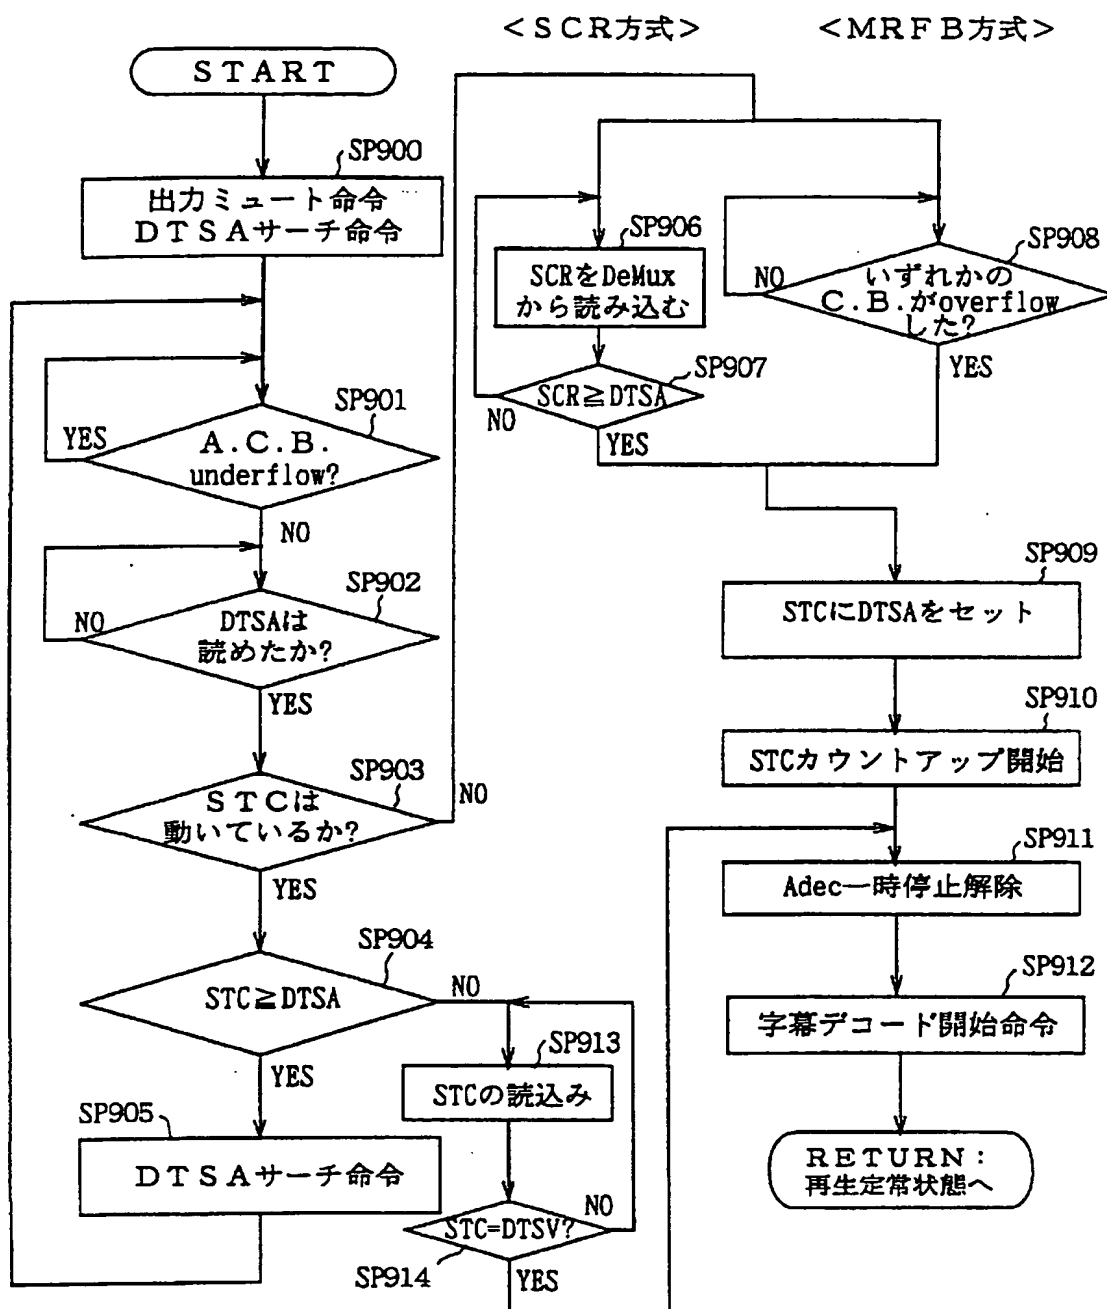 ＜ＳＣＲ方式＞
＜ＭＲＦＢ方式＞
ＳＴＡＲＴ
SP900
出力ミュート命令
ＤＴＳＡサーチ命令
SP901
Ａ.Ｃ.Ｂ.
underflow?
YES
NO
SP902
DTSAは
読めたか?
NO
YES
SP903
ＳＴＣは
動いているか?
NO
YES
SP904
STC≧DTSA
NO
YES
SP905
ＤＴＳＡサーチ命令
SP913
STCの読込み
STC=DTSV?
NO
SP914
YES
SP906
SCRをDeMux
から読み込む
SP907
SCR≧DTSA
NO
YES
SP908
いずれかの
Ｃ.Ｂ.がoverflow
した?
NO
YES
SP909
STCにDTSAをセット
SP910
STCカウントアップ開始
SP911
Adec一時停止解除
SP912
字幕デコード開始命令
ＲＥＴＵＲＮ：
再生定常状態へ